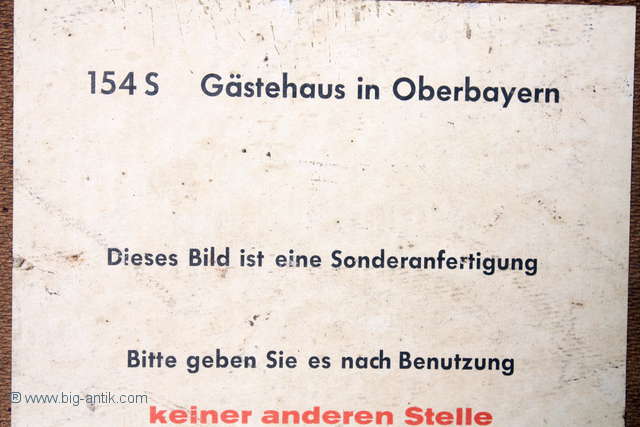 154 S Gästehaus in Oberbayern
Dieses Bild ist eine Sonderanfertigung
Bitte geben Sie es nach Benutzung
© www.big-antik.com
keiner anderen Stelle